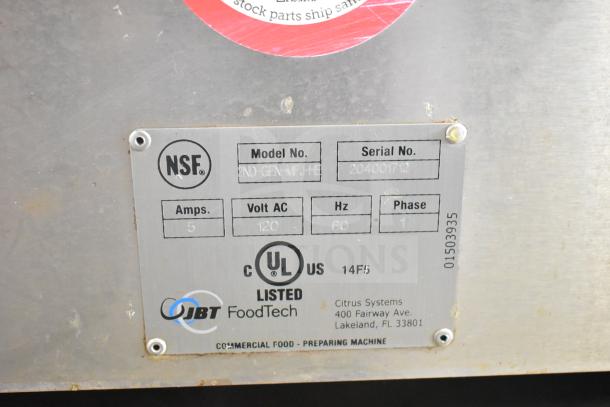 stock parts ship
NSF®
Model No.
Serial No.
204001712
Amps.
Volt AC
Hz
Phase
5
120
60
1
C UL US 14F5
LISTED
JBT FoodTech
Citrus Systems
400 Fairway Ave.
Lakeland, FL 33801
COMMERCIAL FOOD - PREPARING MACHINE
01503935